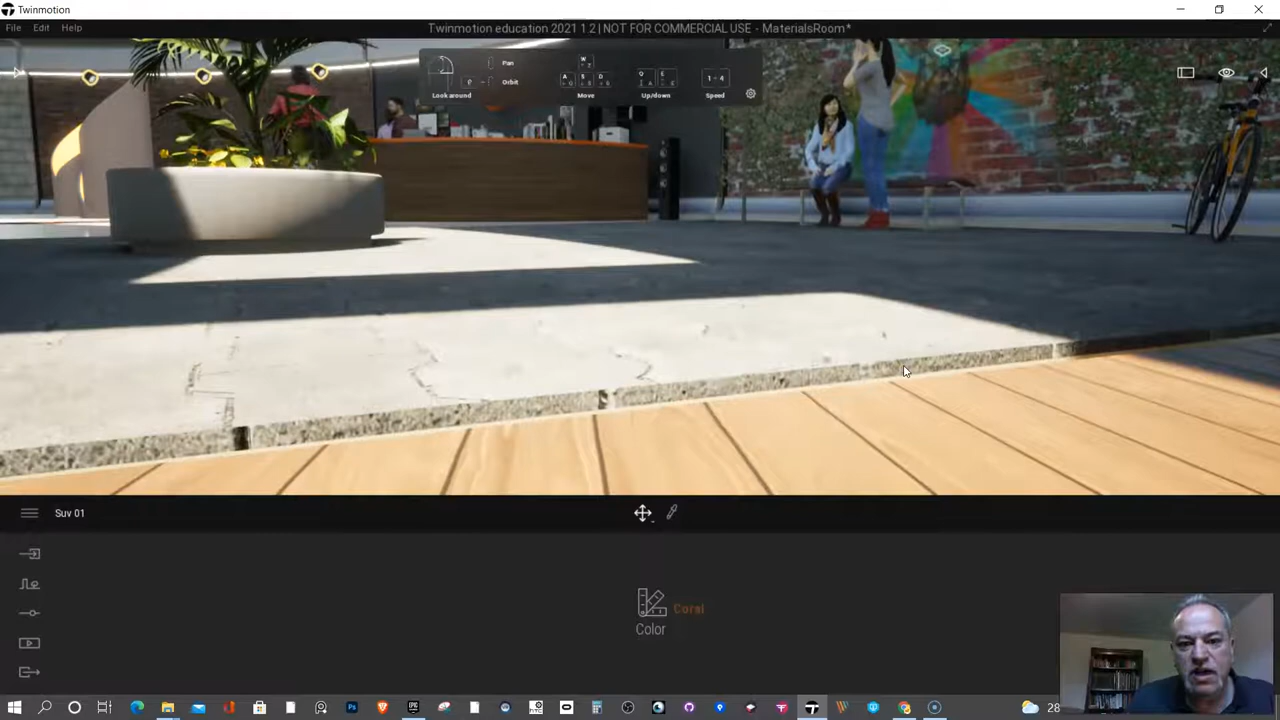 Twinmotion
File Edit Help
Twinmotion education 2021 1.2 | NOT FOR COMMERCIAL USE - MaterialsRoom*
Look around
Pan
Orbit
W
A S D
Move
Q E
Up/down
1 - 4
Speed
Suv 01
Coral
Color
28